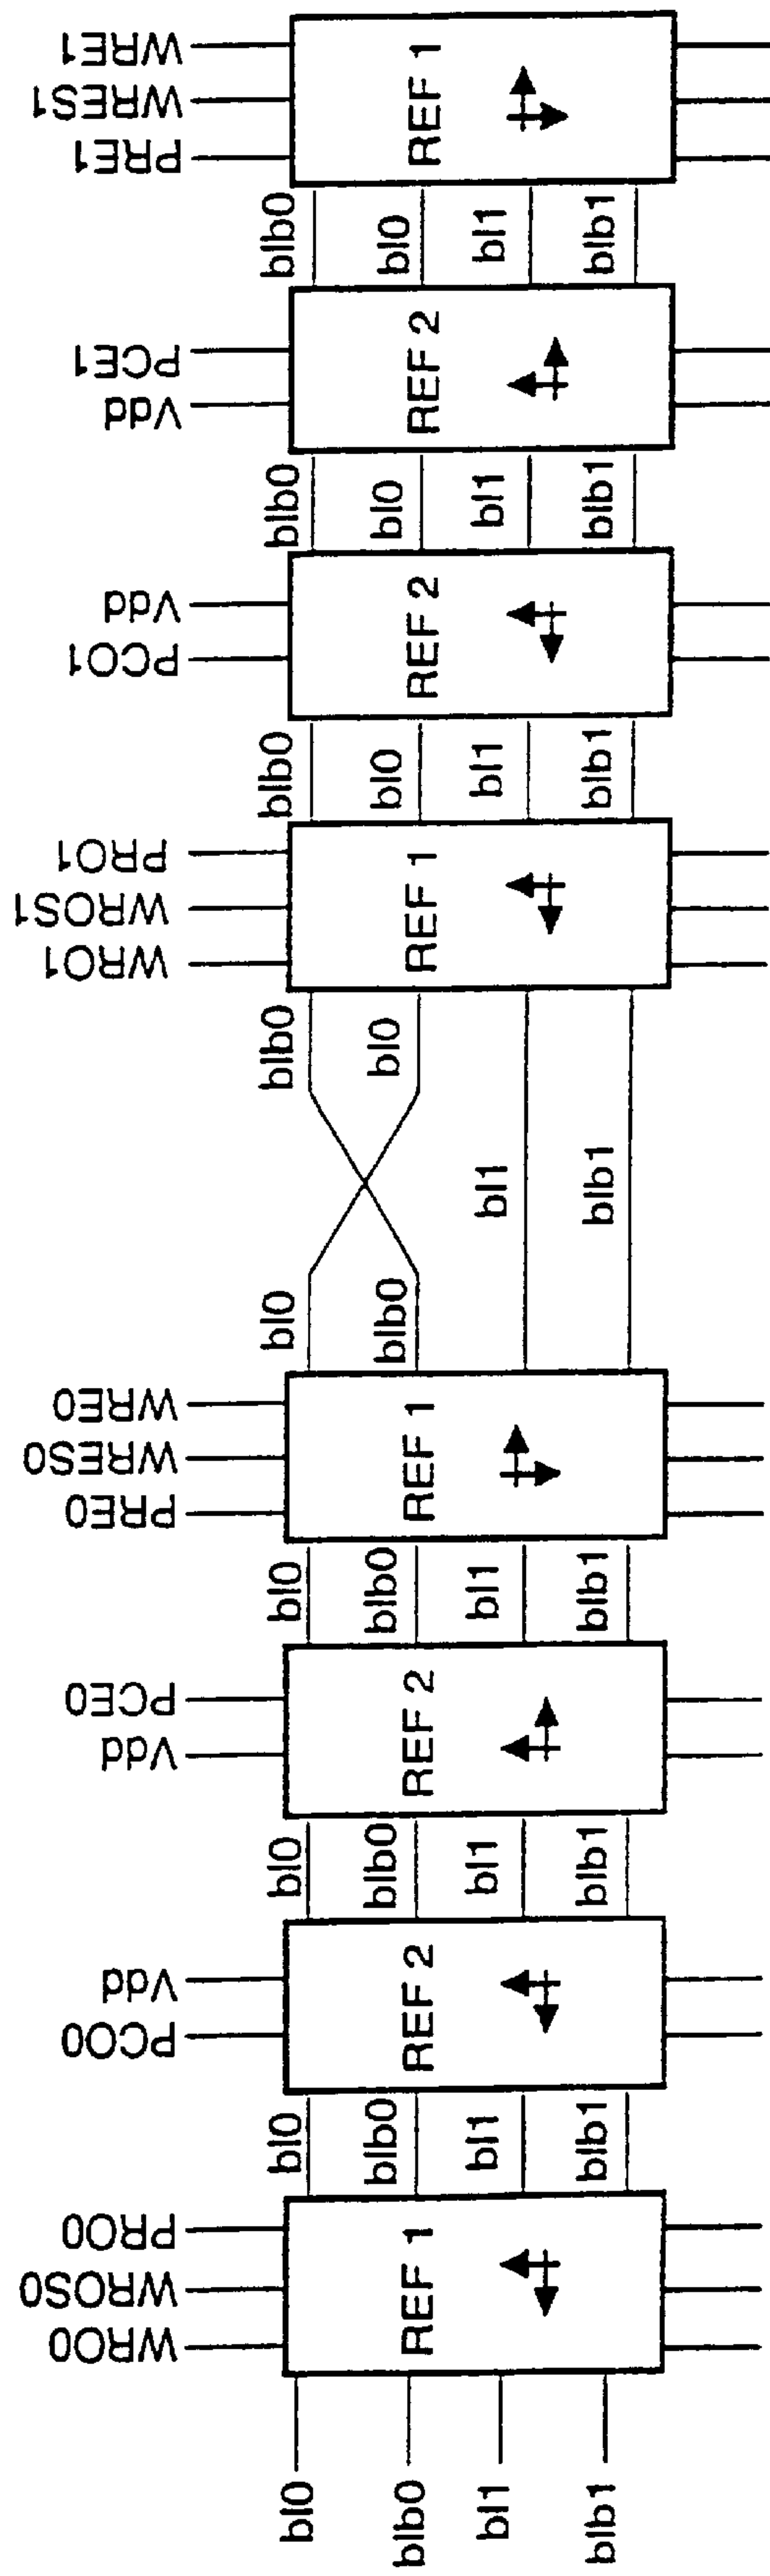 WRE1
WRES1
PRE1
REF 1
blb0
bl0
bl1
blb1
PCE1
Vdd
REF 2
blb0
bl0
bl1
blb1
Vdd
PCO1
REF 2
blb0
bl0
bl1
blb1
PRO1
WROS1
WRO1
REF 1
blb0
bl0
bl1
blb1
bl0
blb0
WRE0
WRES0
PRE0
REF 1
bl0
blb0
bl1
blb1
PCE0
Vdd
REF 2
bl0
blb0
bl1
blb1
Vdd
PCO0
REF 2
bl0
blb0
bl1
blb1
PRO0
WROS0
WRO0
REF 1
bl0
blb0
bl1
blb1